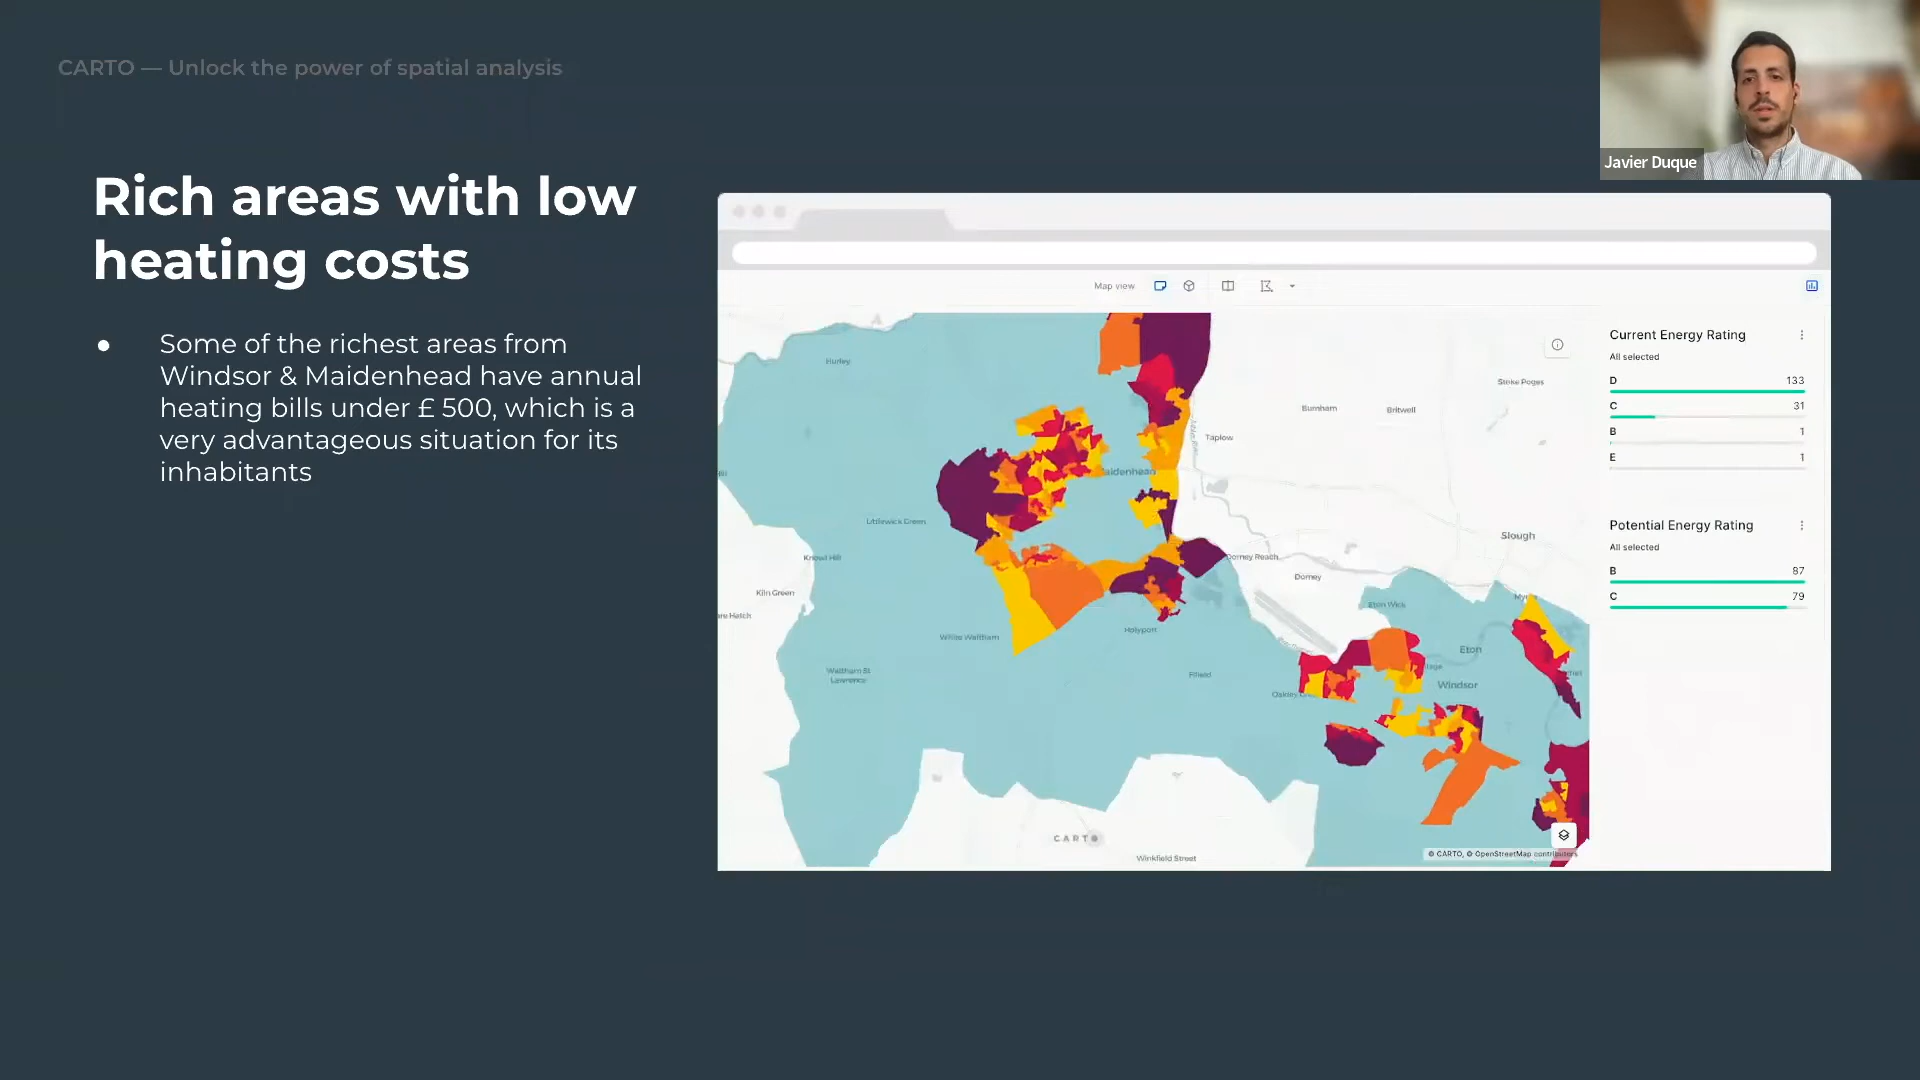 CARTO — Unlock the power of spatial analysis
Javier Duque
Rich areas with low
heating costs
● Some of the richest areas from
Windsor & Maidenhead have annual
heating bills under £ 500, which is a
very advantageous situation for its
inhabitants
Map view
Hurley
Stoke Poges
Burnham
Britwell
Taplow
aidenhead
Littlewick Green
Slough
Knowl Hill
Dorney Reach
Dorney
Kiln Green
Eton Wick
are Hatch
Holyport
White Waltham
Eton
Waltham St
Lawrence
Fifield
Windsor
Oakley
CARTO
Winkfield Street
© CARTO, © OpenStreetMap contributors
Current Energy Rating
All selected
D 133
C 31
B 1
E 1
Potential Energy Rating
All selected
B 87
C 79